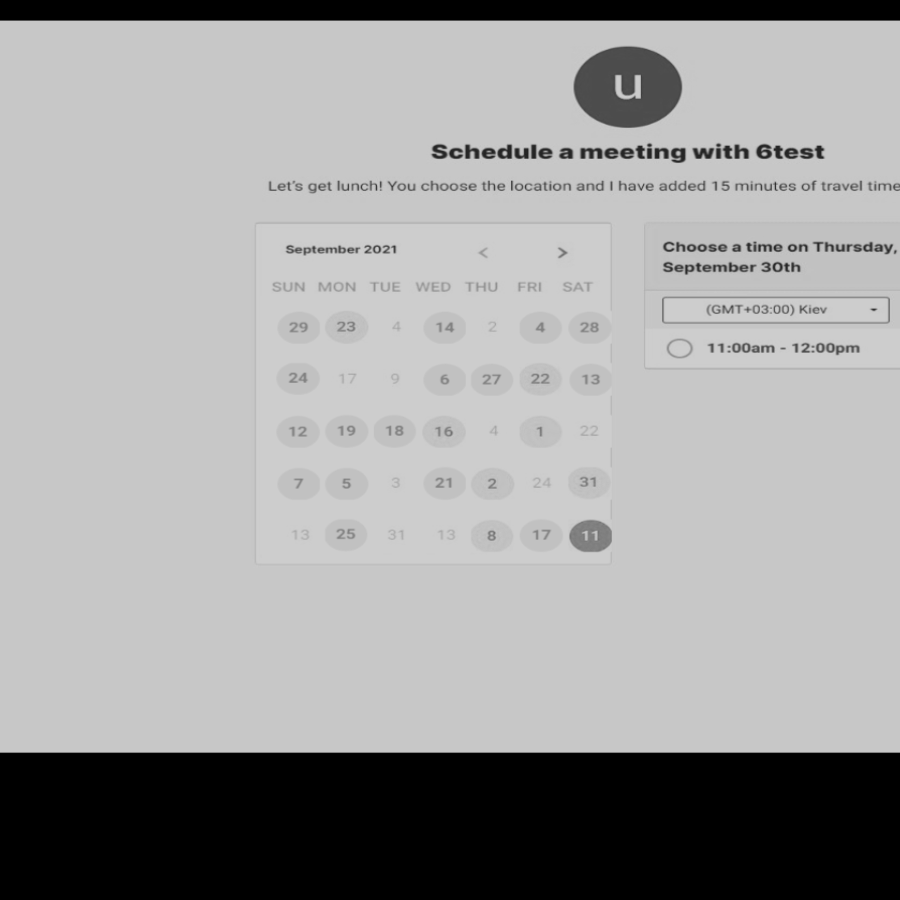 u
Schedule a meeting with 6test
Let's get lunch! You choose the location and I have added 15 minutes of travel time
September 2021 < >
SUN MON TUE WED THU FRI SAT
29 23 4 14 2 4 28
24 17 9 6 27 22 13
12 19 18 16 4 1 22
7 5 3 21 2 24 31
13 25 31 13 8 17 11
Choose a time on Thursday,
September 30th
(GMT+03:00) Kiev
11:00am - 12:00pm